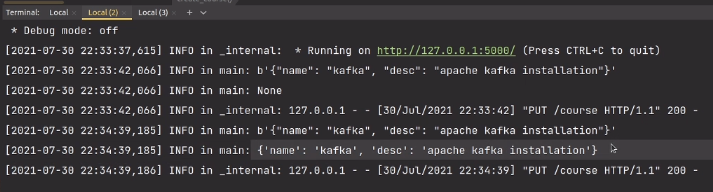 Terminal: Local × Local (2) × Local (3) × +
* Debug mode: off
[2021-07-30 22:33:37,615] INFO in _internal:  * Running on http://127.0.0.1:5000/ (Press CTRL+C to quit)
[2021-07-30 22:33:42,066] INFO in main: b'{"name": "kafka", "desc": "apache kafka installation"}'
[2021-07-30 22:33:42,066] INFO in main: None
[2021-07-30 22:33:42,066] INFO in _internal: 127.0.0.1 - - [30/Jul/2021 22:33:42] "PUT /course HTTP/1.1" 200 -
[2021-07-30 22:34:39,185] INFO in main: b'{"name": "kafka", "desc": "apache kafka installation"}'
[2021-07-30 22:34:39,185] INFO in main: {'name': 'kafka', 'desc': 'apache kafka installation'}
[2021-07-30 22:34:39,186] INFO in _internal: 127.0.0.1 - - [30/Jul/2021 22:34:39] "PUT /course HTTP/1.1" 200 -